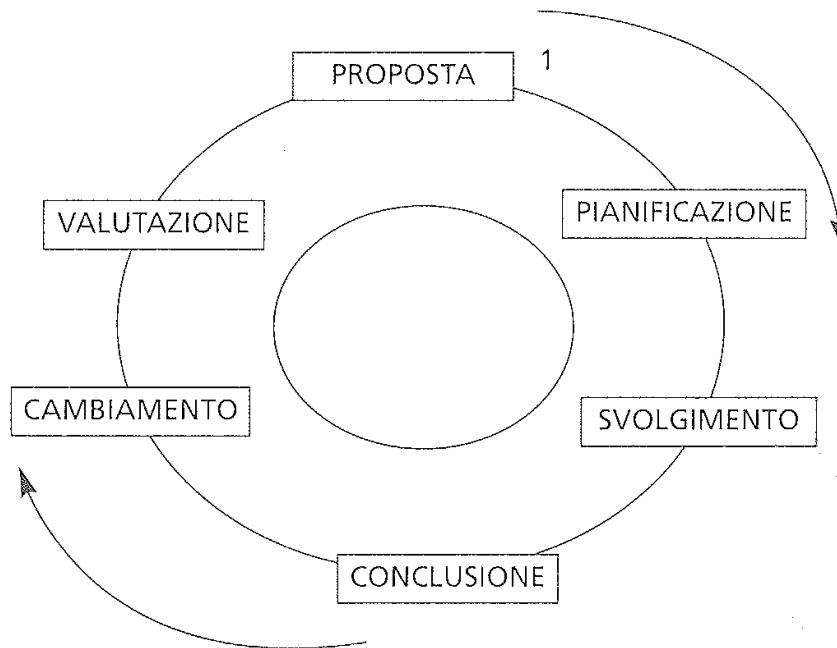 PROPOSTA
1
PIANIFICAZIONE
SVOLGIMENTO
CONCLUSIONE
CAMBIAMENTO
VALUTAZIONE